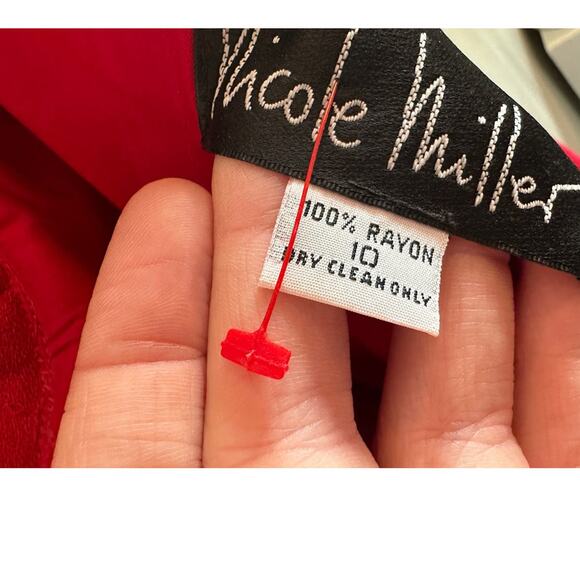 Nicole Miller
100% RAYON
10
DRY CLEAN ONLY